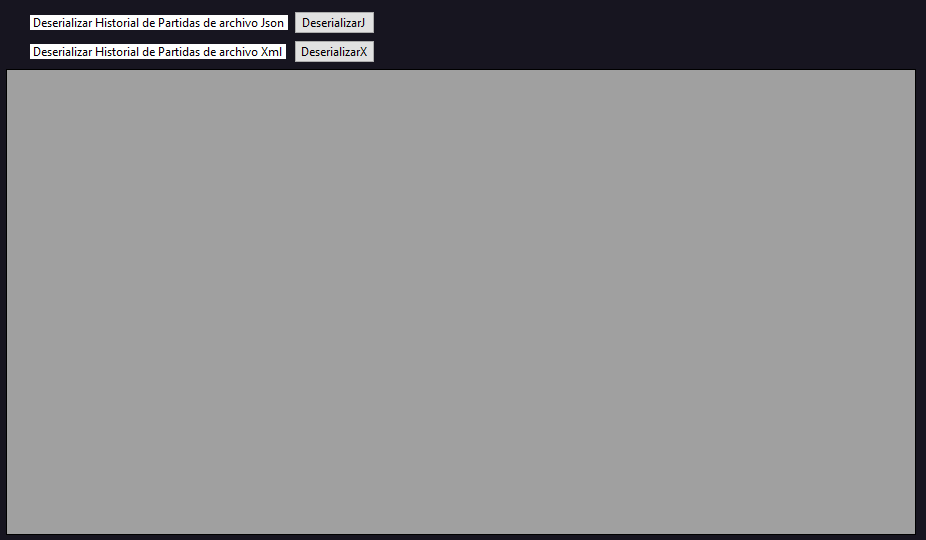 Deserializar Historial de Partidas de archivo Json DeserializarJ
Deserializar Historial de Partidas de archivo Xml DeserializarX